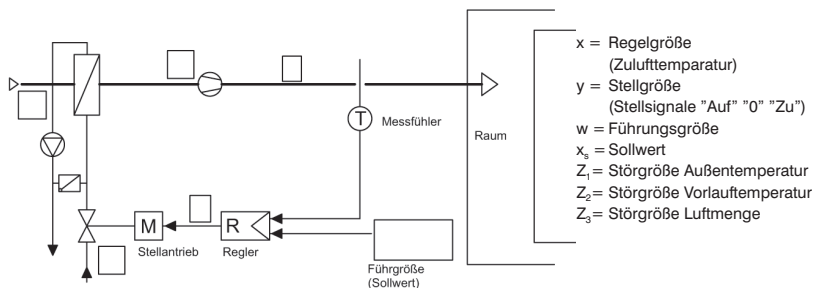 T
Messfühler
M
Stellantrieb
R
Regler
Führgröße
(Sollwert)
Raum
x = Regelgröße
(Zulufttemparatur)
y = Stellgröße
(Stellsignale ”Auf” ”0” ”Zu”)
w = Führungsgröße
xₛ = Sollwert
Z₁ = Störgröße Außentemperatur
Z₂ = Störgröße Vorlauftemperatur
Z₃= Störgröße Luftmenge